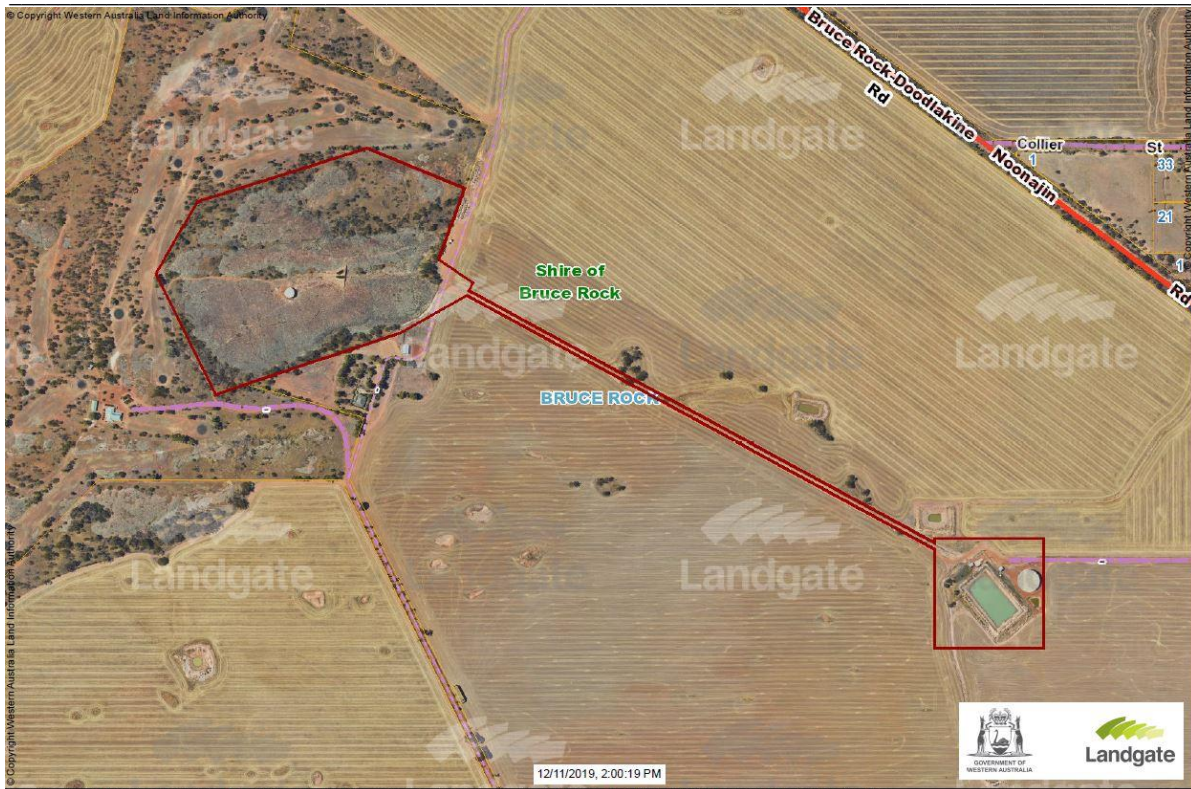 © Copyright Western Australia Land Information Authority
Bruce Rock-Doodlakine
Rd
Noonajin
Rd
Collier
St
1
33
21
1
Landgate
Landgate
Landgate
Shire of
Bruce Rock
Landgate
Landgate
Landgate
BRUCE ROCK
Landgate
Landgate
Landgate
© Copyright Western Australia Land Information Authority
© Copyright Western Australia Land Information Authority
12/11/2019, 2:00:19 PM
GOVERNMENT OF
WESTERN AUSTRALIA
Landgate